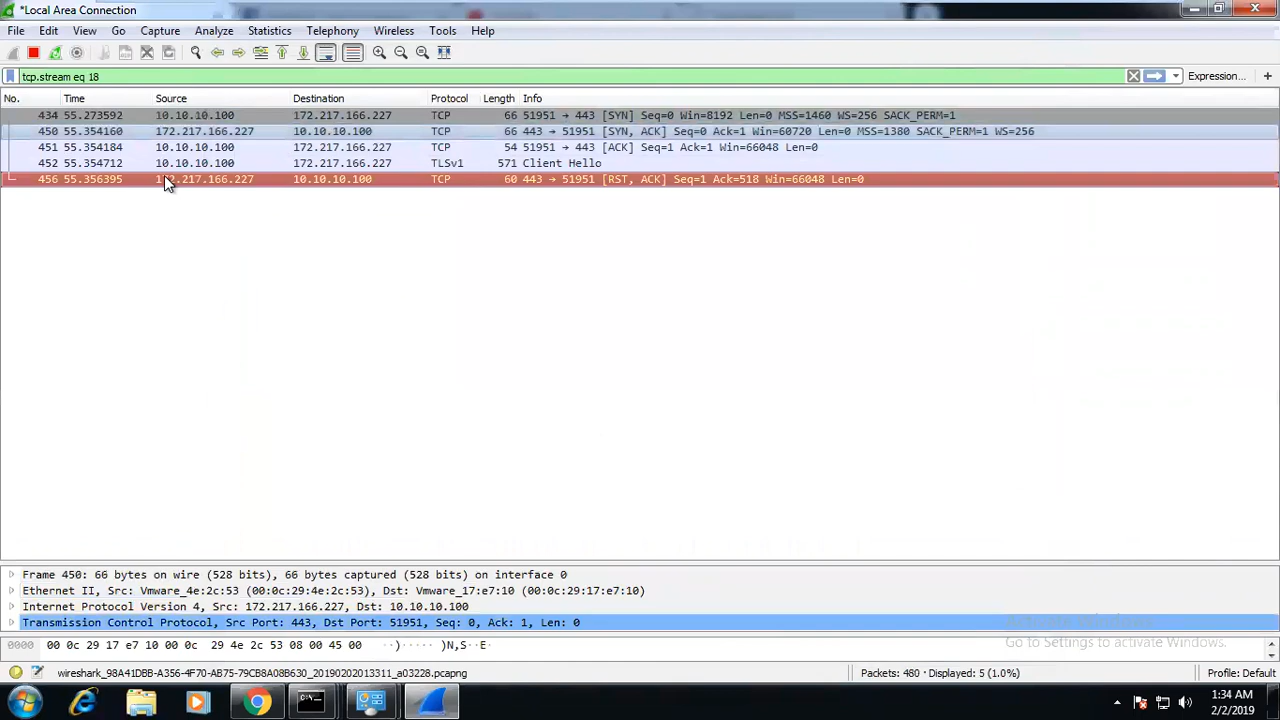 *Local Area Connection
File Edit View Go Capture Analyze Statistics Telephony Wireless Tools Help
tcp.stream eq 18 Expression... +
No. Time Source Destination Protocol Length Info
434 55.273592 10.10.10.100 172.217.166.227 TCP 66 51951 → 443 [SYN] Seq=0 Win=8192 Len=0 MSS=1460 WS=256 SACK_PERM=1
450 55.354160 172.217.166.227 10.10.10.100 TCP 66 443 → 51951 [SYN, ACK] Seq=0 Ack=1 Win=60720 Len=0 MSS=1380 SACK_PERM=1 WS=256
451 55.354184 10.10.10.100 172.217.166.227 TCP 54 51951 → 443 [ACK] Seq=1 Ack=1 Win=66048 Len=0
452 55.354712 10.10.10.100 172.217.166.227 TLSv1 571 Client Hello
456 55.356395 172.217.166.227 10.10.10.100 TCP 60 443 → 51951 [RST, ACK] Seq=1 Ack=518 Win=66048 Len=0
Frame 450: 66 bytes on wire (528 bits), 66 bytes captured (528 bits) on interface 0
Ethernet II, Src: Vmware_4e:2c:53 (00:0c:29:4e:2c:53), Dst: Vmware_17:e7:10 (00:0c:29:17:e7:10)
Internet Protocol Version 4, Src: 172.217.166.227, Dst: 10.10.10.100
Transmission Control Protocol, Src Port: 443, Dst Port: 51951, Seq: 0, Ack: 1, Len: 0
Activate Windows
Go to Settings to activate Windows.
0000 00 0c 29 17 e7 10 00 0c 29 4e 2c 53 08 00 45 00 ··)····· )N,S··E·
wireshark_98A41DBB-A356-4F70-AB75-79CB8A08B630_20190202013311_a03228.pcapng Packets: 480 · Displayed: 5 (1.0%) Profile: Default
1:34 AM
2/2/2019